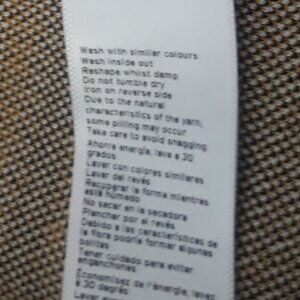 Wash with similar colours
Wash inside out
Reshape whilst damp
Do not tumble dry
Iron on reverse side
Due to the natural
characteristics of the yarn,
some pilling may occur
Take care to avoid snagging
Ahorre energía, lave a 30
grados
Lavar con colores similares
Lavar del revés
Recuperar la forma mientras
está húmedo
No sacar en la secadora
Planchar por el revés
Debido a las características de
la fibra podría formar algunas
bolitas
Tener cuidado para evitar
enganchones
Économisez de l'énergie, lavez
à 30 degrés
Laver